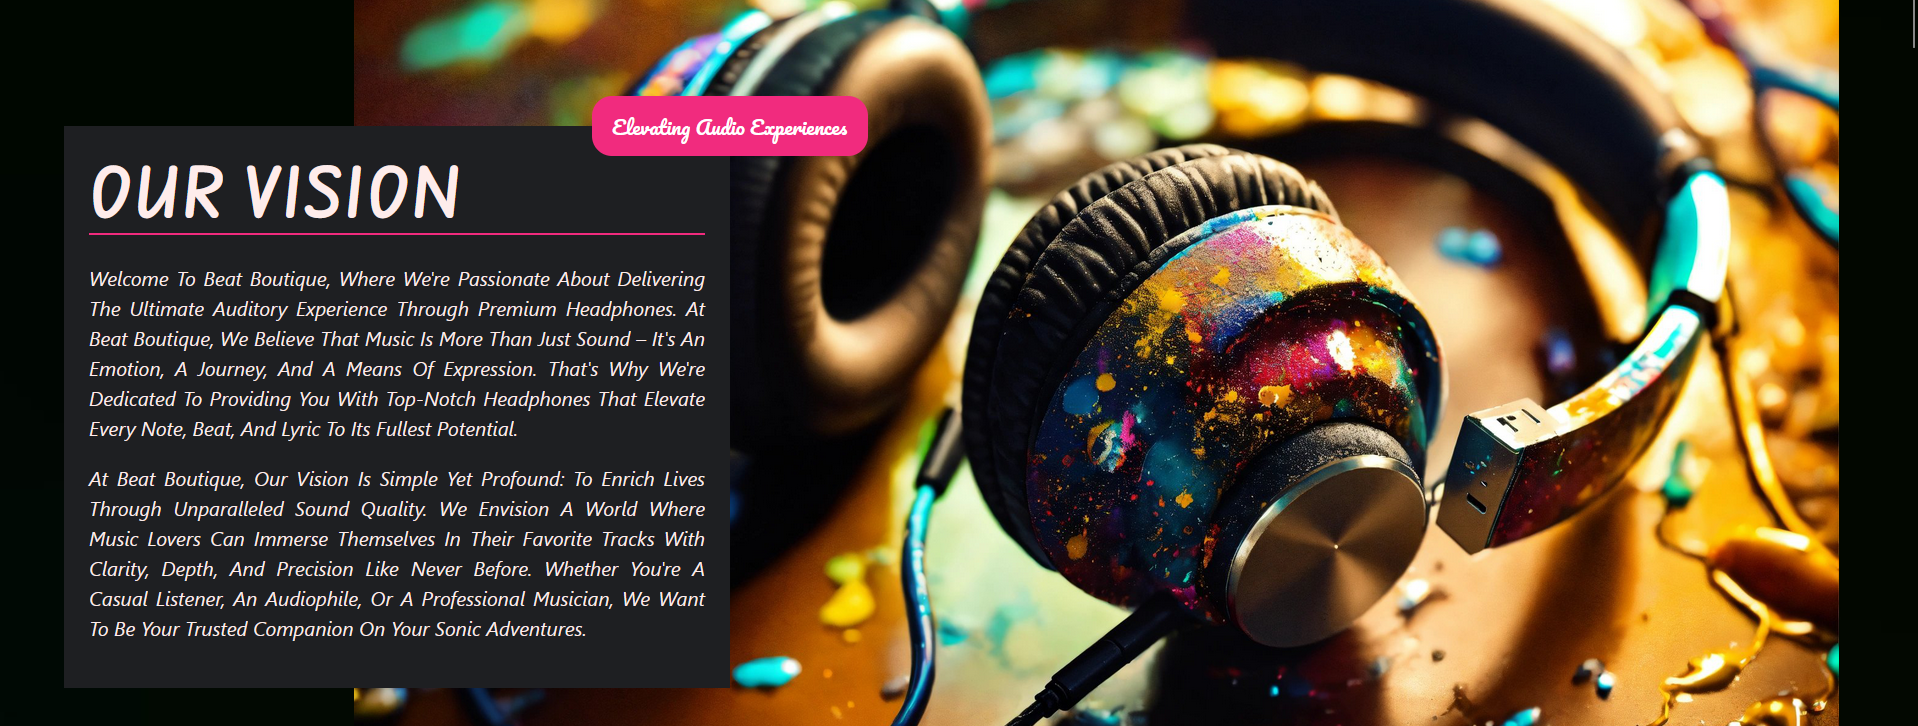 Elevating Audio Experiences
OUR VISION
Welcome To Beat Boutique, Where We're Passionate About Delivering
The Ultimate Auditory Experience Through Premium Headphones. At
Beat Boutique, We Believe That Music Is More Than Just Sound – It's An
Emotion, A Journey, And A Means Of Expression. That's Why We're
Dedicated To Providing You With Top-Notch Headphones That Elevate
Every Note, Beat, And Lyric To Its Fullest Potential.
At Beat Boutique, Our Vision Is Simple Yet Profound: To Enrich Lives
Through Unparalleled Sound Quality. We Envision A World Where
Music Lovers Can Immerse Themselves In Their Favorite Tracks With
Clarity, Depth, And Precision Like Never Before. Whether You're A
Casual Listener, An Audiophile, Or A Professional Musician, We Want
To Be Your Trusted Companion On Your Sonic Adventures.